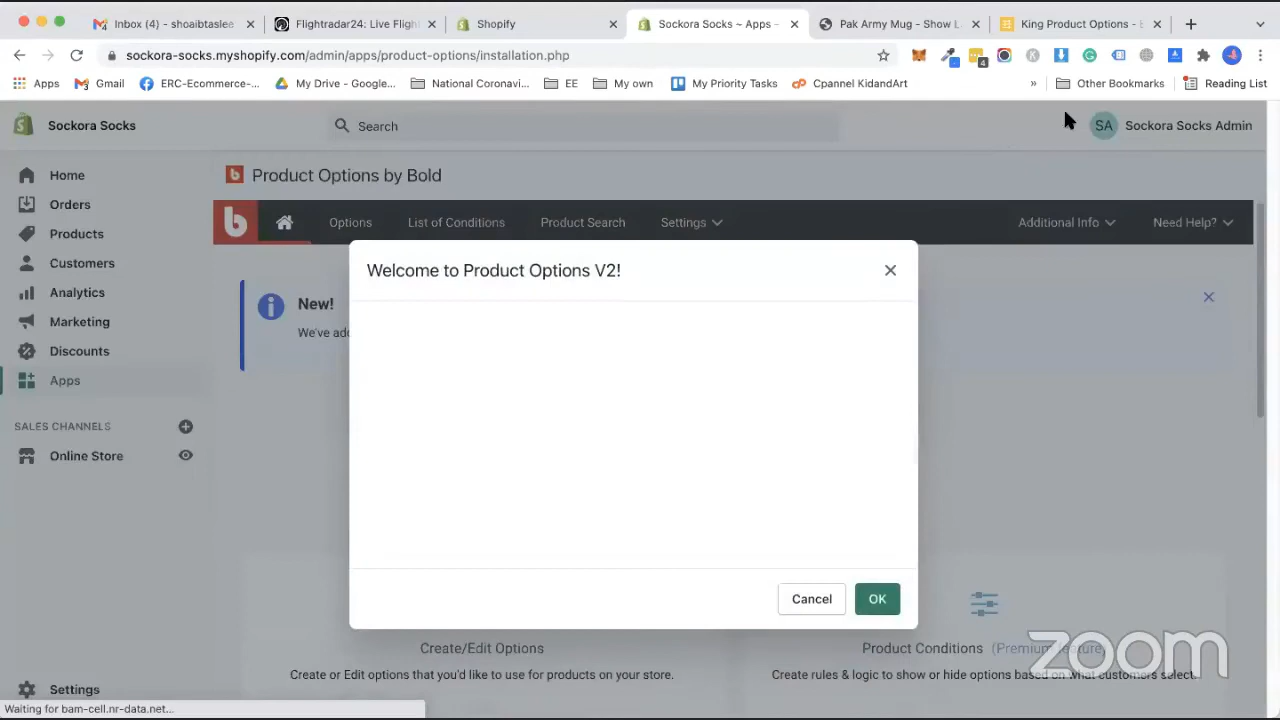 Inbox (4) - shoaibtaslee
Flightradar24: Live Fligh
Shopify
Sockora Socks ~ Apps -
Pak Army Mug - Show L
King Product Options - E
sockora-socks.myshopify.com/admin/apps/product-options/installation.php
4
Apps
Gmail
ERC-Ecommerce-...
My Drive - Google...
National Coronavi...
EE
My own
My Priority Tasks
Cpannel KidandArt
»
Other Bookmarks
Reading List
Sockora Socks
Search
SA
Sockora Socks Admin
Home
Orders
Products
Customers
Analytics
Marketing
Discounts
Apps
SALES CHANNELS
Online Store
Settings
Product Options by Bold
b
Options
List of Conditions
Product Search
Settings
Additional Info
Need Help?
New!
We've add
Welcome to Product Options V2!
Cancel
OK
Create/Edit Options
Create or Edit options that you'd like to use for products on your store.
Product Conditions (Premium feature)
Create rules & logic to show or hide options based on what customers select.
zoom
Waiting for bam-cell.nr-data.net...